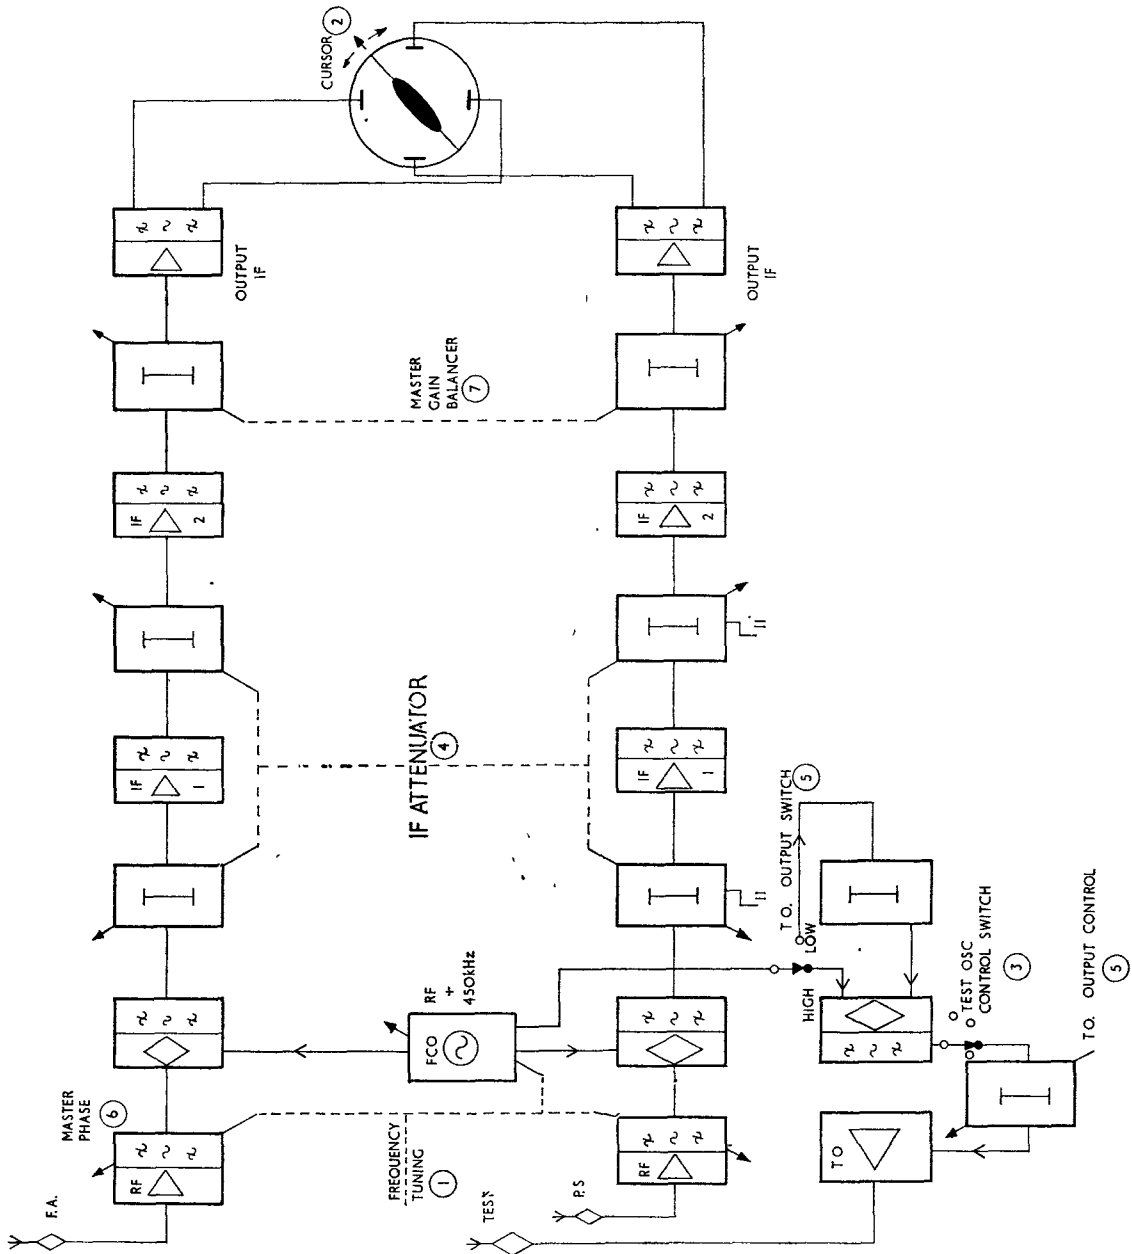 CURSOR 2
OUTPUT
IF
OUTPUT
IF
MASTER
GAIN
BALANCER
7
IF
2
IF
2
IF ATTENUATOR
4
IF
1
IF
1
T O. OUTPUT SWITCH 5
LOW
HIGH
RF
+
450kHz
FCO
TEST OSC
CONTROL SWITCH
3
T O. OUTPUT CONTROL
5
MASTER
PHASE
6
RF
FREQUENCY
TUNING
1
RF
T O
F.A.
TEST
P.S